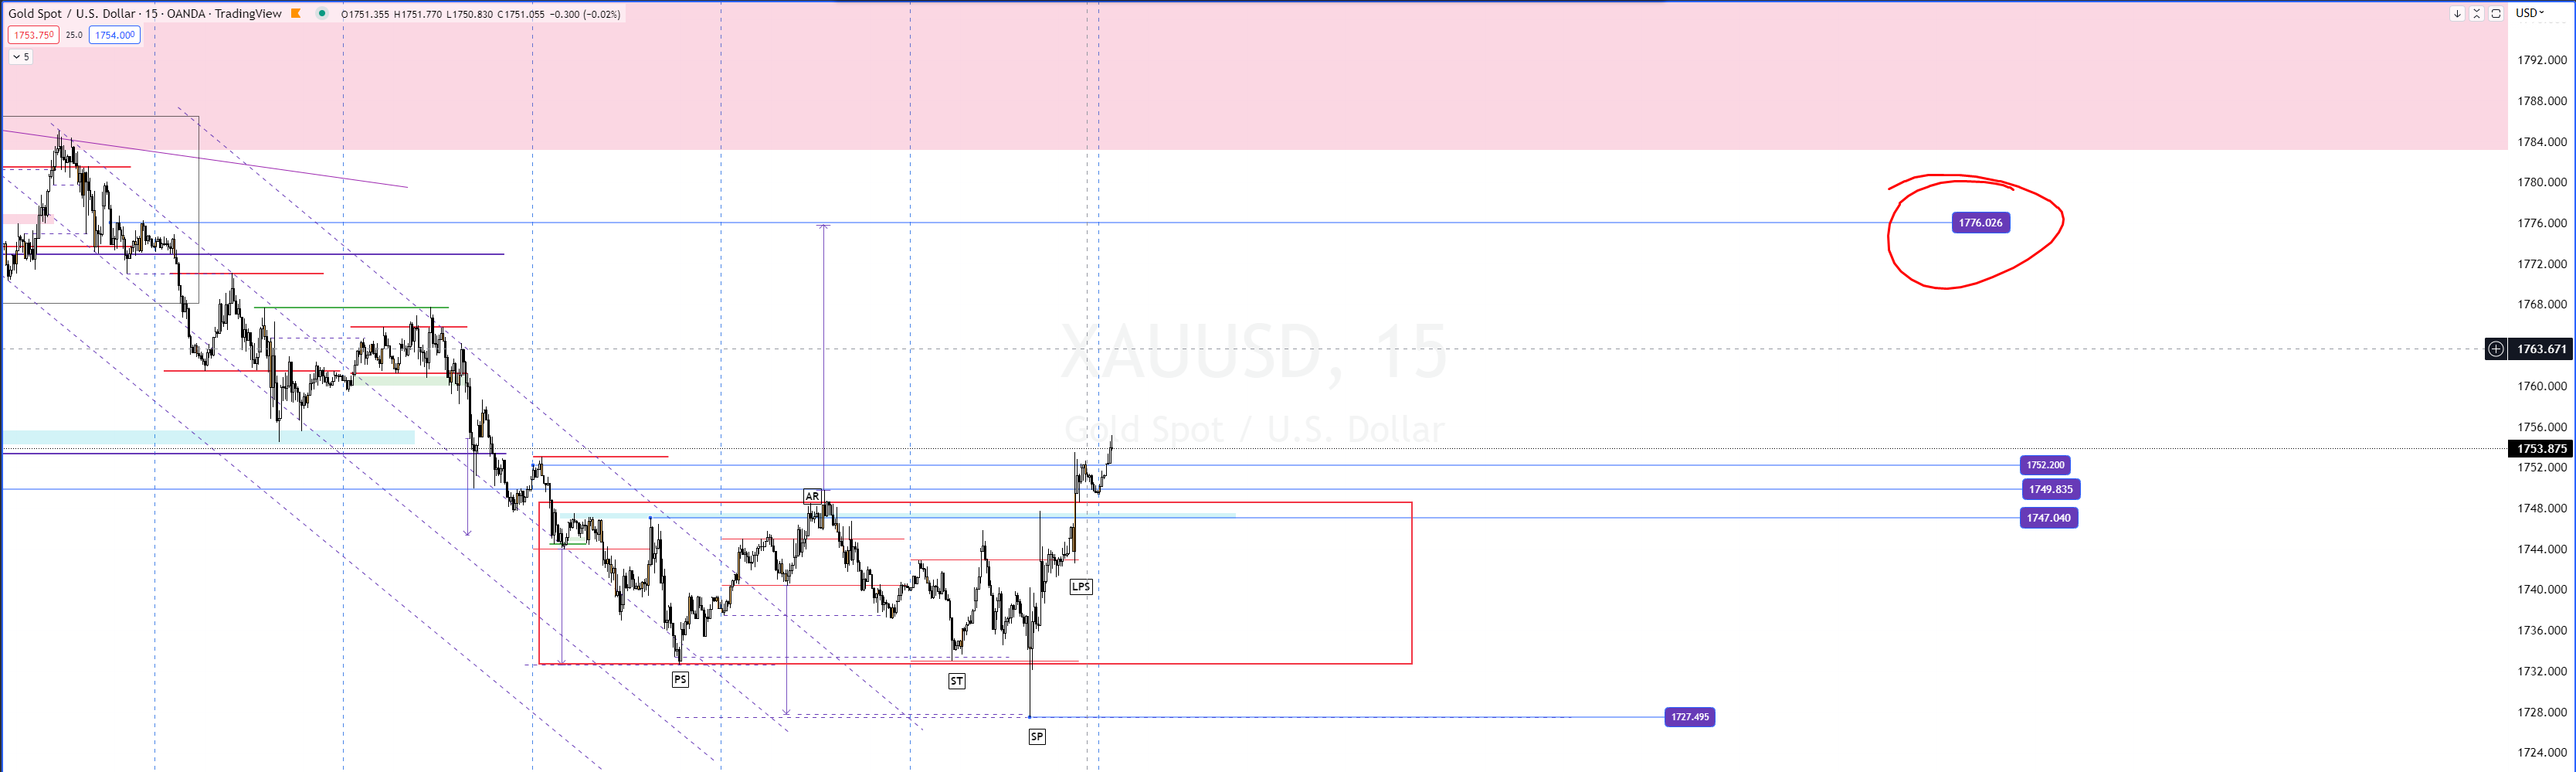 Gold Spot / U.S. Dollar · 15 · OANDA · TradingView O1751.355 H1751.770 L1750.830 C1751.055 −0.300 (−0.02%)
USD
1753.750 25.0 1754.000
5
1792.000
1788.000
1784.000
1780.000
1776.026
1776.000
1772.000
1768.000
XAUUSD, 15
1763.671
1760.000
Gold Spot / U.S. Dollar
1756.000
1753.875
1752.200
1752.000
1749.835
AR
1748.000
1747.040
1744.000
LPS
1740.000
1736.000
1732.000
PS
ST
1728.000
1727.495
SP
1724.000